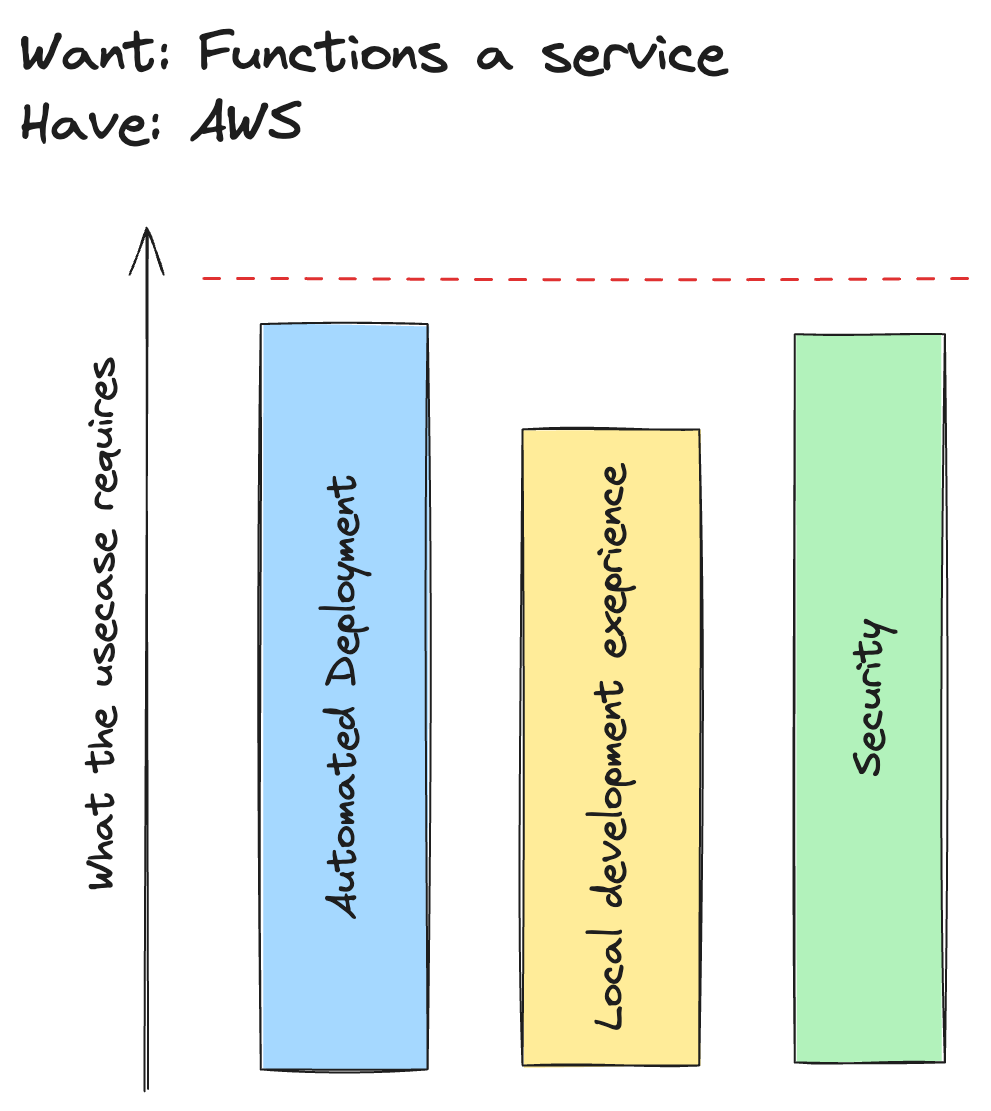 Want: Functions a service
Have: AWS
What the usecase requires
Automated Deployment
Local development exeprience
Security